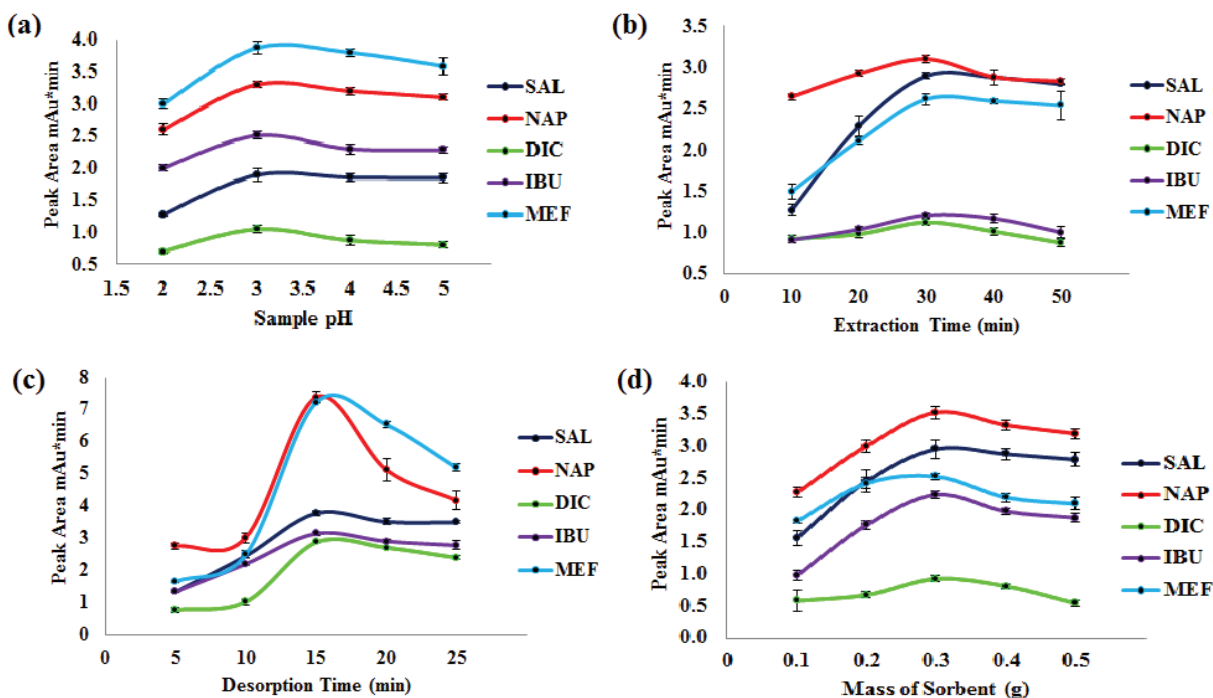 (a)
4.0
3.5
3.0
2.5
2.0
1.5
1.0
0.5
Peak Area mAu*min
1.5 2 2.5 3 3.5 4 4.5 5
Sample pH
SAL
NAP
DIC
IBU
MEF
(b)
3.5
3.0
2.5
2.0
1.5
1.0
0.5
Peak Area mAu*min
0 10 20 30 40 50
Extraction Time (min)
SAL
NAP
DIC
IBU
MEF
(c)
8
7
6
5
4
3
2
1
0
Peak Area mAu*min
0 5 10 15 20 25
Desorption Time (min)
SAL
NAP
DIC
IBU
MEF
(d)
4.0
3.5
3.0
2.5
2.0
1.5
1.0
0.5
0.0
Peak Area mAu*min
0 0.1 0.2 0.3 0.4 0.5
Mass of Sorbent (g)
SAL
NAP
DIC
IBU
MEF